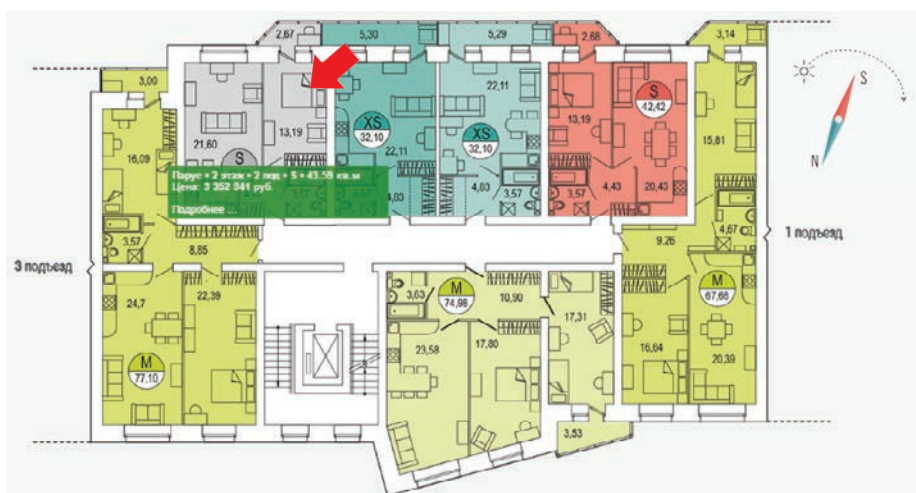 2,67
5,30
5,29
2,68
3,14
3,00
S
N
21,60
13,19
S
XS
32,10
22,11
22,11
XS
32,10
13,19
S
42,42
15,81
16,09
Парус • 2 этаж • 2 под • S • 43.59 кв.м
Цена: 3 352 341 руб.
Подробнее ...
4,03
4,03
3,57
3,57
4,43
20,43
4,67
3,57
8,85
9,26
1 подъезд
3 подъезд
24,7
22,39
М
77,10
3,63
М
74,98
10,90
17,31
М
67,66
23,58
17,80
16,64
20,39
3,53